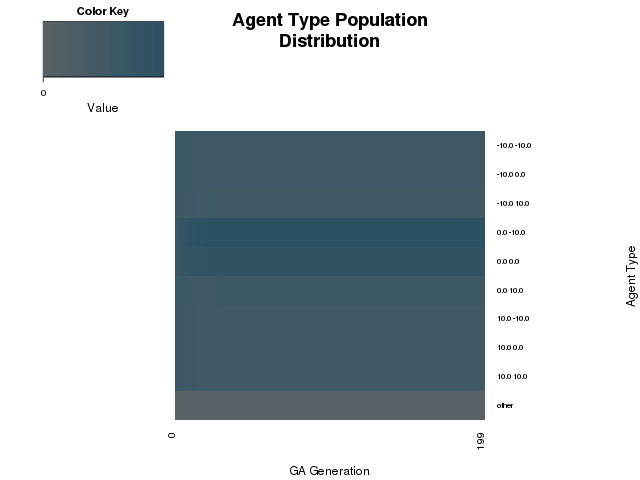 Color Key
0
Value
Agent Type Population
Distribution
-10.0 -10.0
-10.0 0.0
-10.0 10.0
0.0 -10.0
0.0 0.0
0.0 10.0
10.0 -10.0
10.0 0.0
10.0 10.0
other
Agent Type
0
199
GA Generation